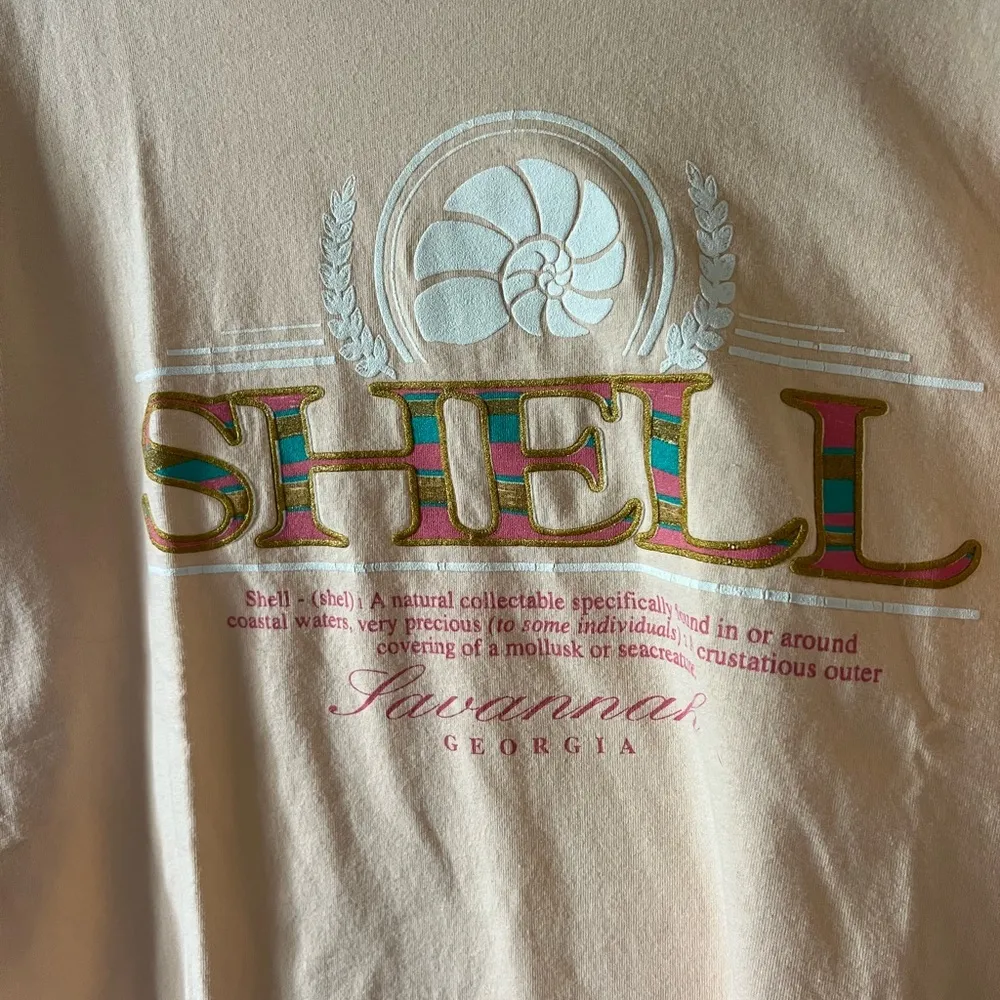 SHELL
Shell - (shel) A natural collectable specifically found in or around
coastal waters, very precious (to some individuals) crustatious outer
covering of a mollusk or seacreature
Savannah
GEORGIA